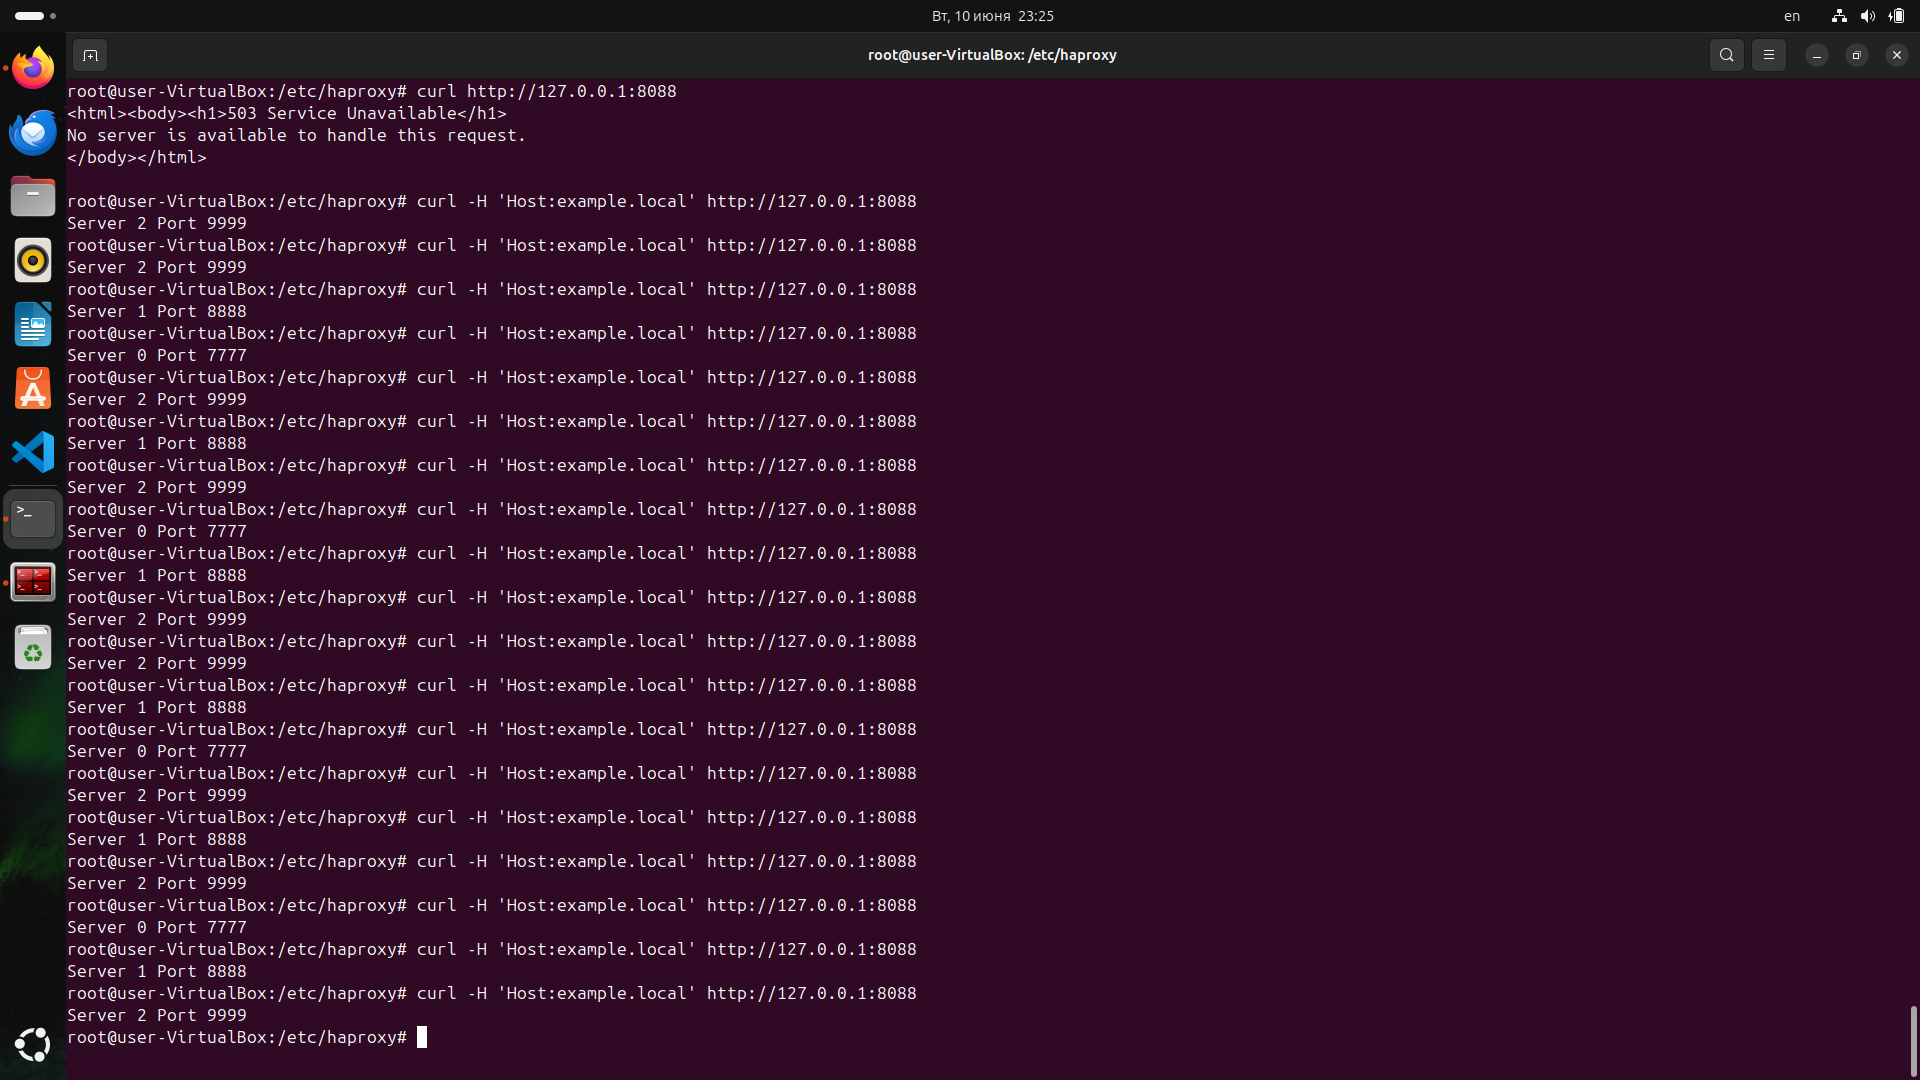 Вт, 10 июня 23:25
en
root@user-VirtualBox: /etc/haproxy
root@user-VirtualBox:/etc/haproxy# curl http://127.0.0.1:8088
<html><body><h1>503 Service Unavailable</h1>
No server is available to handle this request.
</body></html>
root@user-VirtualBox:/etc/haproxy# curl -H 'Host:example.local' http://127.0.0.1:8088
Server 2 Port 9999
root@user-VirtualBox:/etc/haproxy# curl -H 'Host:example.local' http://127.0.0.1:8088
Server 2 Port 9999
root@user-VirtualBox:/etc/haproxy# curl -H 'Host:example.local' http://127.0.0.1:8088
Server 1 Port 8888
root@user-VirtualBox:/etc/haproxy# curl -H 'Host:example.local' http://127.0.0.1:8088
Server 0 Port 7777
root@user-VirtualBox:/etc/haproxy# curl -H 'Host:example.local' http://127.0.0.1:8088
Server 2 Port 9999
root@user-VirtualBox:/etc/haproxy# curl -H 'Host:example.local' http://127.0.0.1:8088
Server 1 Port 8888
root@user-VirtualBox:/etc/haproxy# curl -H 'Host:example.local' http://127.0.0.1:8088
Server 2 Port 9999
root@user-VirtualBox:/etc/haproxy# curl -H 'Host:example.local' http://127.0.0.1:8088
Server 0 Port 7777
root@user-VirtualBox:/etc/haproxy# curl -H 'Host:example.local' http://127.0.0.1:8088
Server 1 Port 8888
root@user-VirtualBox:/etc/haproxy# curl -H 'Host:example.local' http://127.0.0.1:8088
Server 2 Port 9999
root@user-VirtualBox:/etc/haproxy# curl -H 'Host:example.local' http://127.0.0.1:8088
Server 2 Port 9999
root@user-VirtualBox:/etc/haproxy# curl -H 'Host:example.local' http://127.0.0.1:8088
Server 1 Port 8888
root@user-VirtualBox:/etc/haproxy# curl -H 'Host:example.local' http://127.0.0.1:8088
Server 0 Port 7777
root@user-VirtualBox:/etc/haproxy# curl -H 'Host:example.local' http://127.0.0.1:8088
Server 2 Port 9999
root@user-VirtualBox:/etc/haproxy# curl -H 'Host:example.local' http://127.0.0.1:8088
Server 1 Port 8888
root@user-VirtualBox:/etc/haproxy# curl -H 'Host:example.local' http://127.0.0.1:8088
Server 2 Port 9999
root@user-VirtualBox:/etc/haproxy# curl -H 'Host:example.local' http://127.0.0.1:8088
Server 0 Port 7777
root@user-VirtualBox:/etc/haproxy# curl -H 'Host:example.local' http://127.0.0.1:8088
Server 1 Port 8888
root@user-VirtualBox:/etc/haproxy# curl -H 'Host:example.local' http://127.0.0.1:8088
Server 2 Port 9999
root@user-VirtualBox:/etc/haproxy#